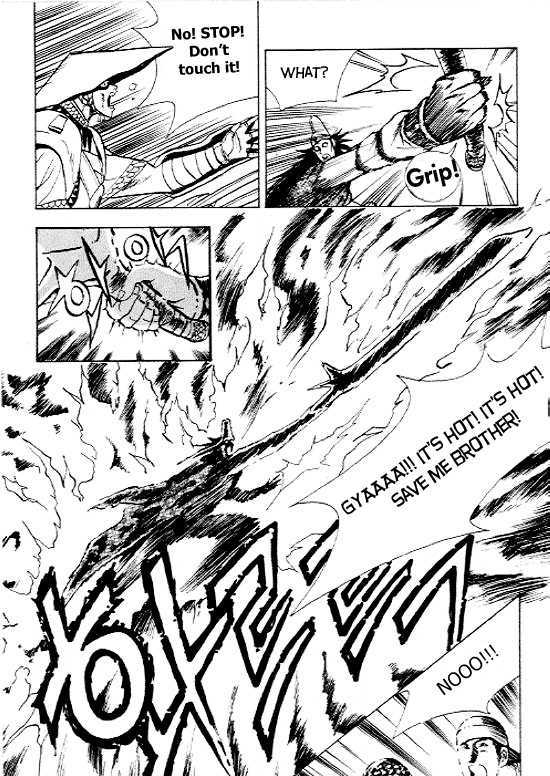 No! STOP!
Don't
touch it!
WHAT?
Grip!
GYAAAA!!! IT'S HOT! IT'S HOT!
SAVE ME BROTHER!
NOOO!!!